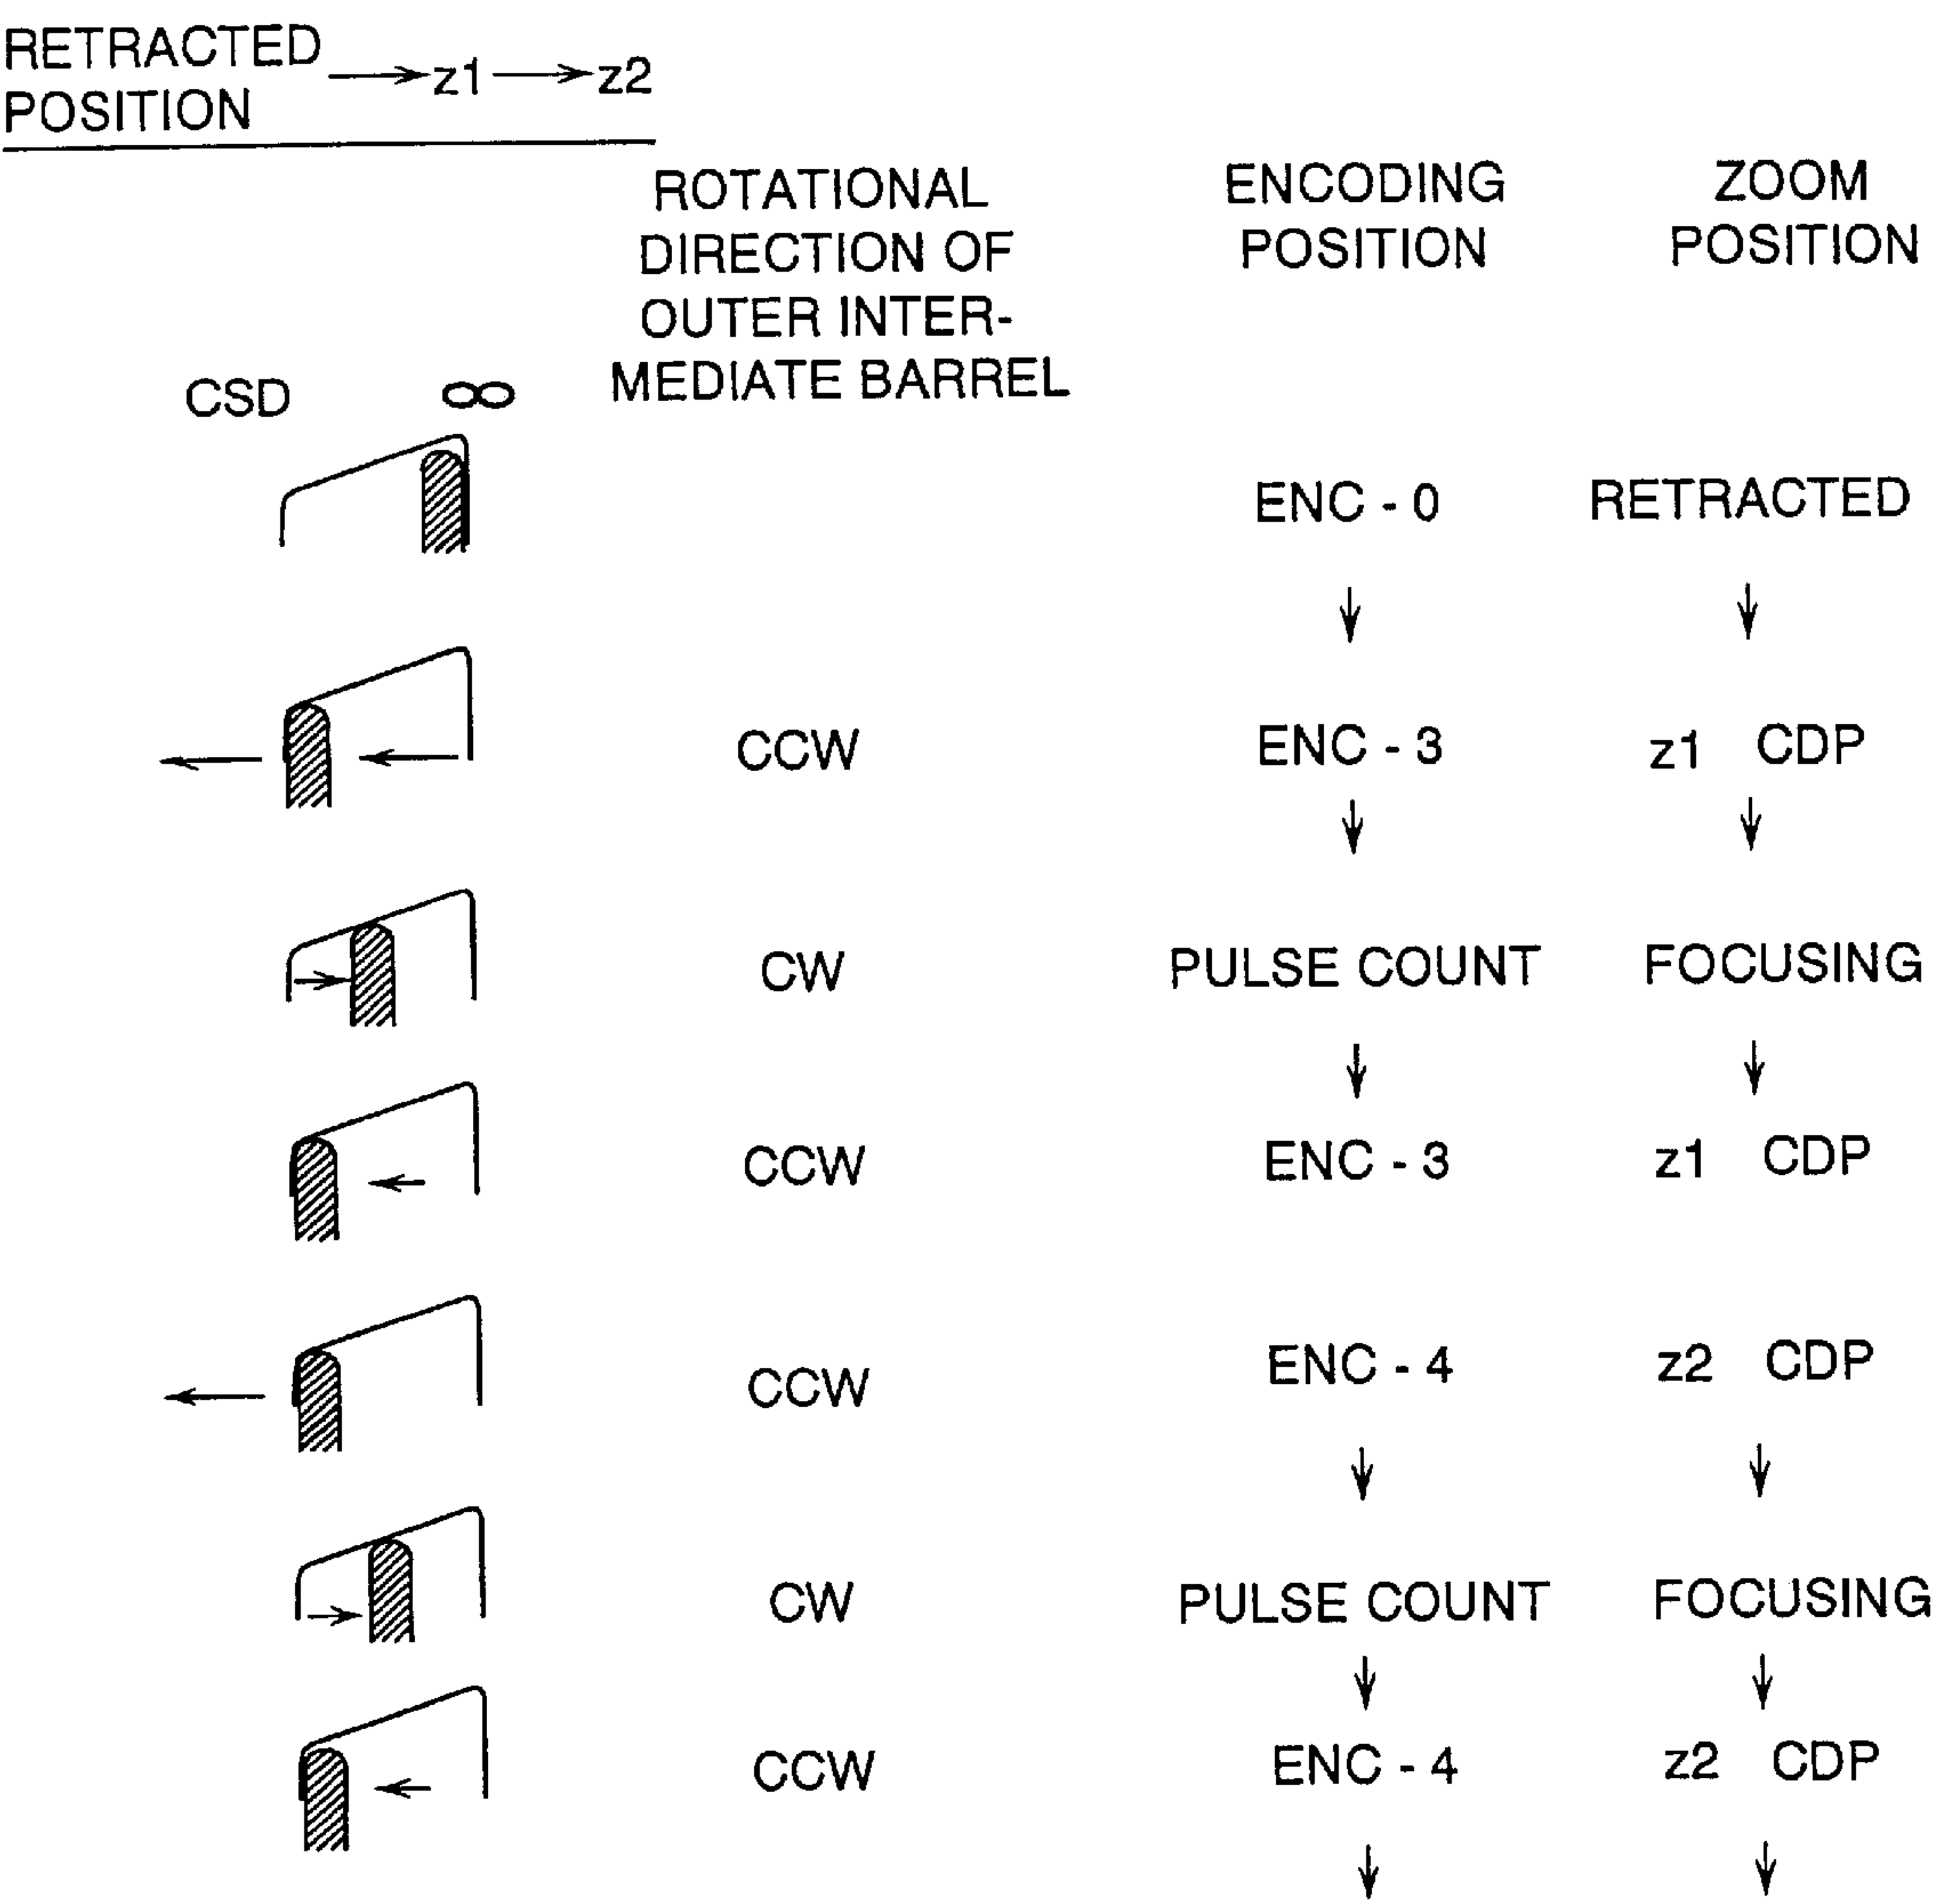 RETRACTED
POSITION → z1 → z2
ROTATIONAL
DIRECTION OF
OUTER INTER-
MEDIATE BARREL
ENCODING
POSITION
ZOOM
POSITION
CSD ∞
ENC - 0 RETRACTED
CCW ENC - 3 z1 CDP
CW PULSE COUNT FOCUSING
CCW ENC - 3 z1 CDP
CCW ENC - 4 z2 CDP
CW PULSE COUNT FOCUSING
CCW ENC - 4 z2 CDP